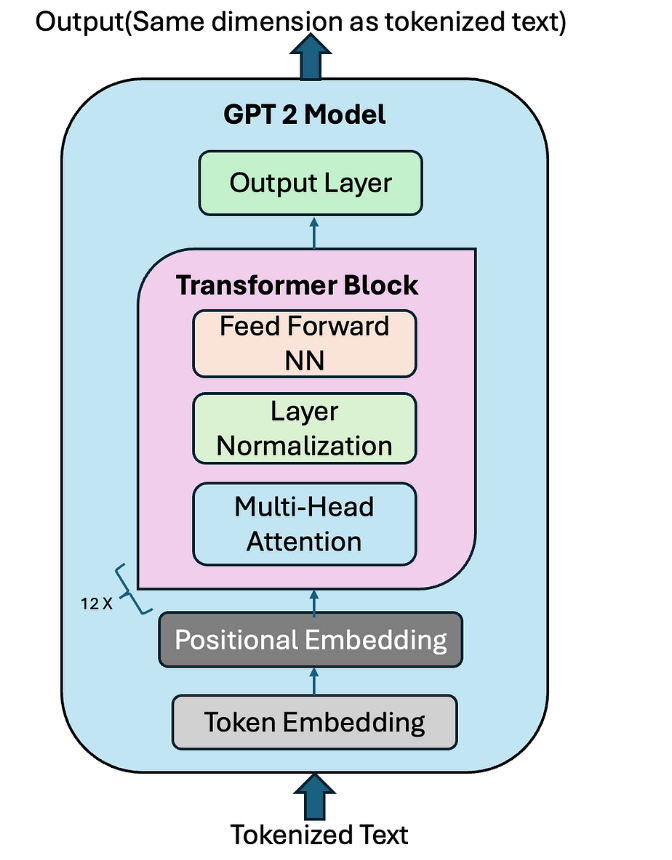 Output(Same dimension as tokenized text)
GPT 2 Model
Output Layer
Transformer Block
Feed Forward
NN
Layer
Normalization
Multi-Head
Attention
12 X
Positional Embedding
Token Embedding
Tokenized Text